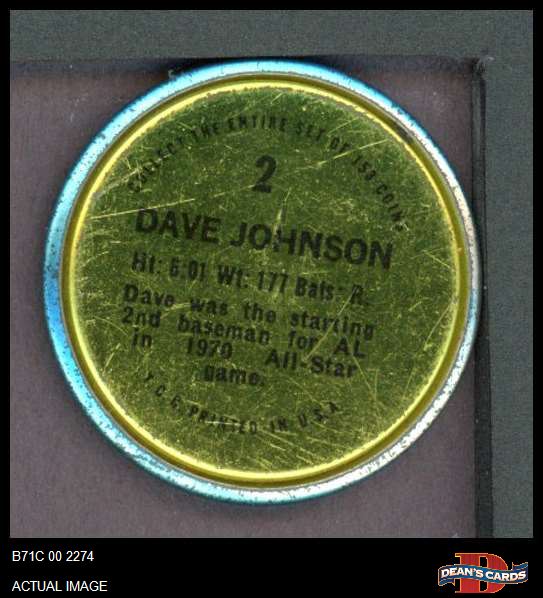 COLLECT THE ENTIRE SET OF 153 COINS
2
DAVE JOHNSON
Ht: 6.01 Wt: 177 Bats: R.
Dave was the starting
2nd baseman for AL
in 1970 All-Star
game.
T.C.G. PRINTED IN U.S.A.
B71C 00 2274
ACTUAL IMAGE
D
DEAN'S CARDS